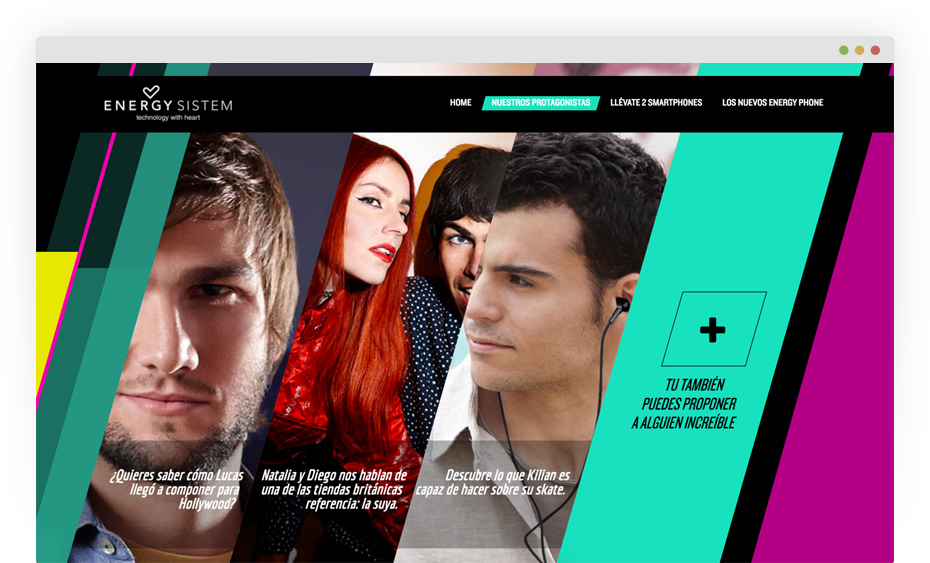 ENERGY SISTEM
technology with heart
HOME
NUESTROS PROTAGONISTAS
LLÉVATE 2 SMARTPHONES
LOS NUEVOS ENERGY PHONE
¿Quieres saber cómo Lucas
llegó a componer para
Hollywood?
Natalia y Diego nos hablan de
una de las tiendas británicas
referencia: la suya.
Descubre lo que Kilian es
capaz de hacer sobre su skate.
TU TAMBIÉN
PUEDES PROPONER
A ALGUIEN INCREÍBLE